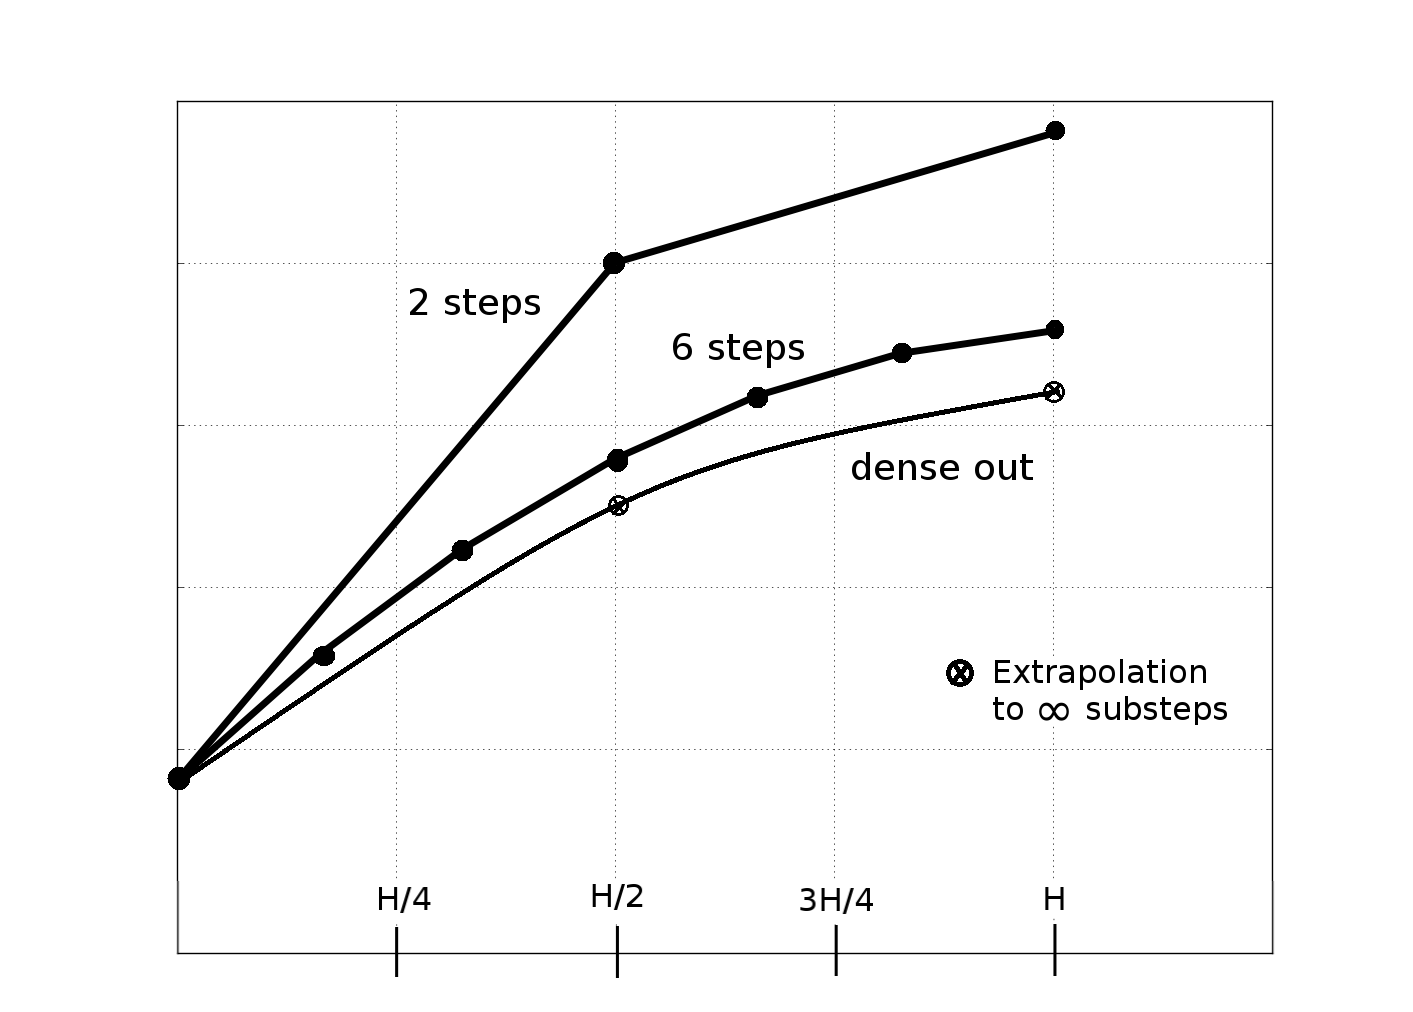 2 steps
6 steps
dense out
Extrapolation
to ∞ substeps
H/4
H/2
3H/4
H